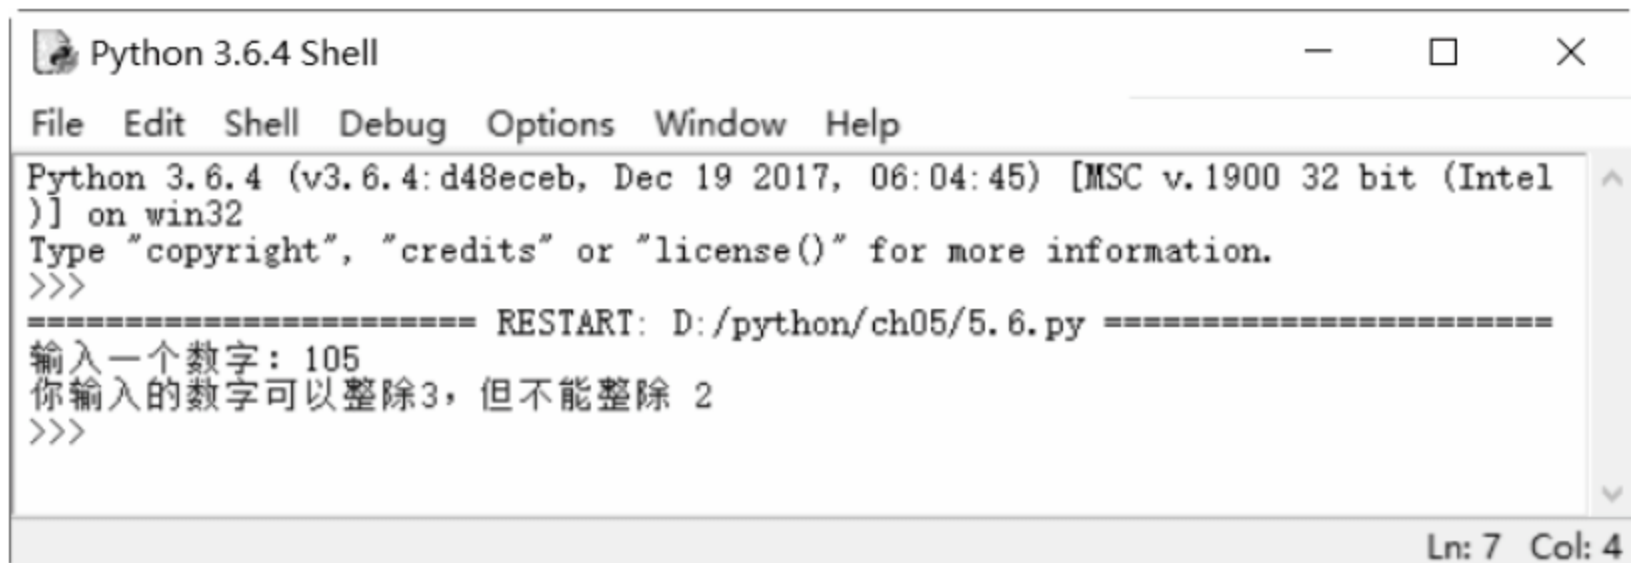 Python 3.6.4 Shell
File Edit Shell Debug Options Window Help
Python 3.6.4 (v3.6.4:d48eceb, Dec 19 2017, 06:04:45) [MSC v.1900 32 bit (Intel
)] on win32
Type "copyright", "credits" or "license()" for more information.
>>>
======================= RESTART: D:/python/ch05/5.6.py =======================
输入一个数字：105
你输入的数字可以整除3，但不能整除 2
>>>
Ln: 7 Col: 4